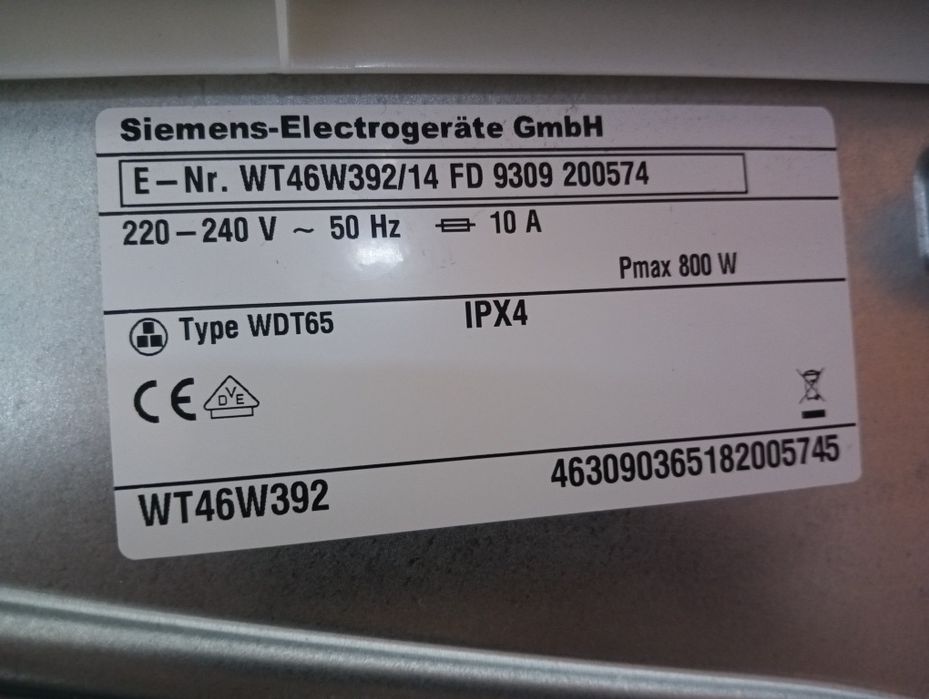 Siemens-Electrogeräte GmbH
E–Nr. WT46W392/14 FD 9309 200574
220–240 V ~ 50 Hz 10 A
Pmax 800 W
Type WDT65 IPX4
CE DVE
WT46W392 463090365182005745